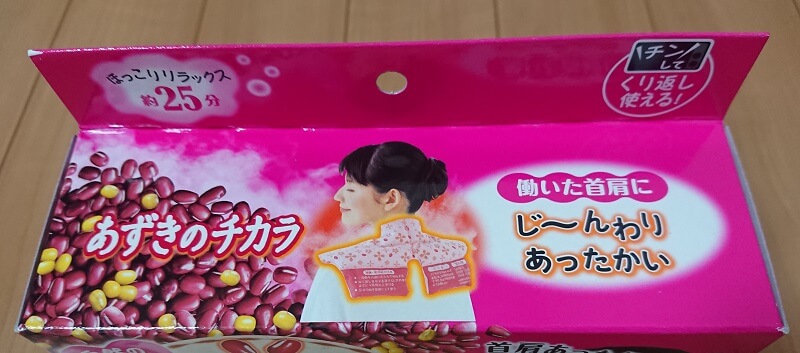 ほっこりリラックス
約25分
チン
して
くり返し
使える!
あずきのチカラ
働いた首肩に
じ〜んわり
あったかい